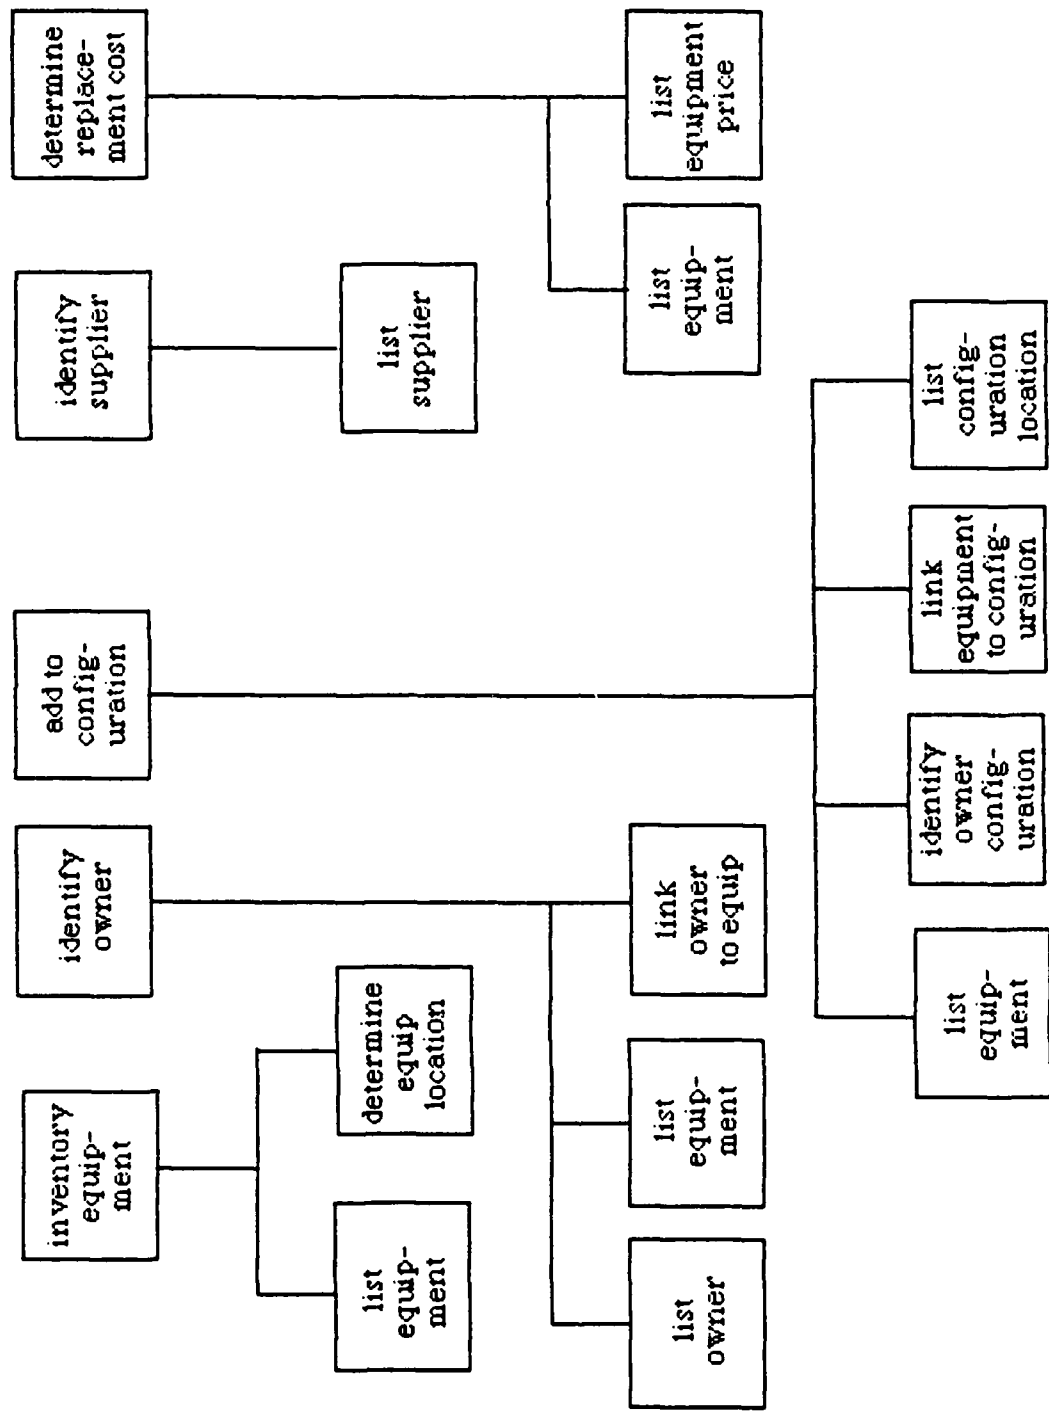 inventory
equip-
ment
identify
owner
add to
config-
uration
identify
supplier
determine
replace-
ment cost
list
equip-
ment
determine
equip
location
list
supplier
list
owner
list
equip-
ment
link
owner
to equip
list
equip-
ment
list
equipment
price
list
equip-
ment
identify
owner
config-
uration
link
equipment
to config-
uration
list
config-
uration
location